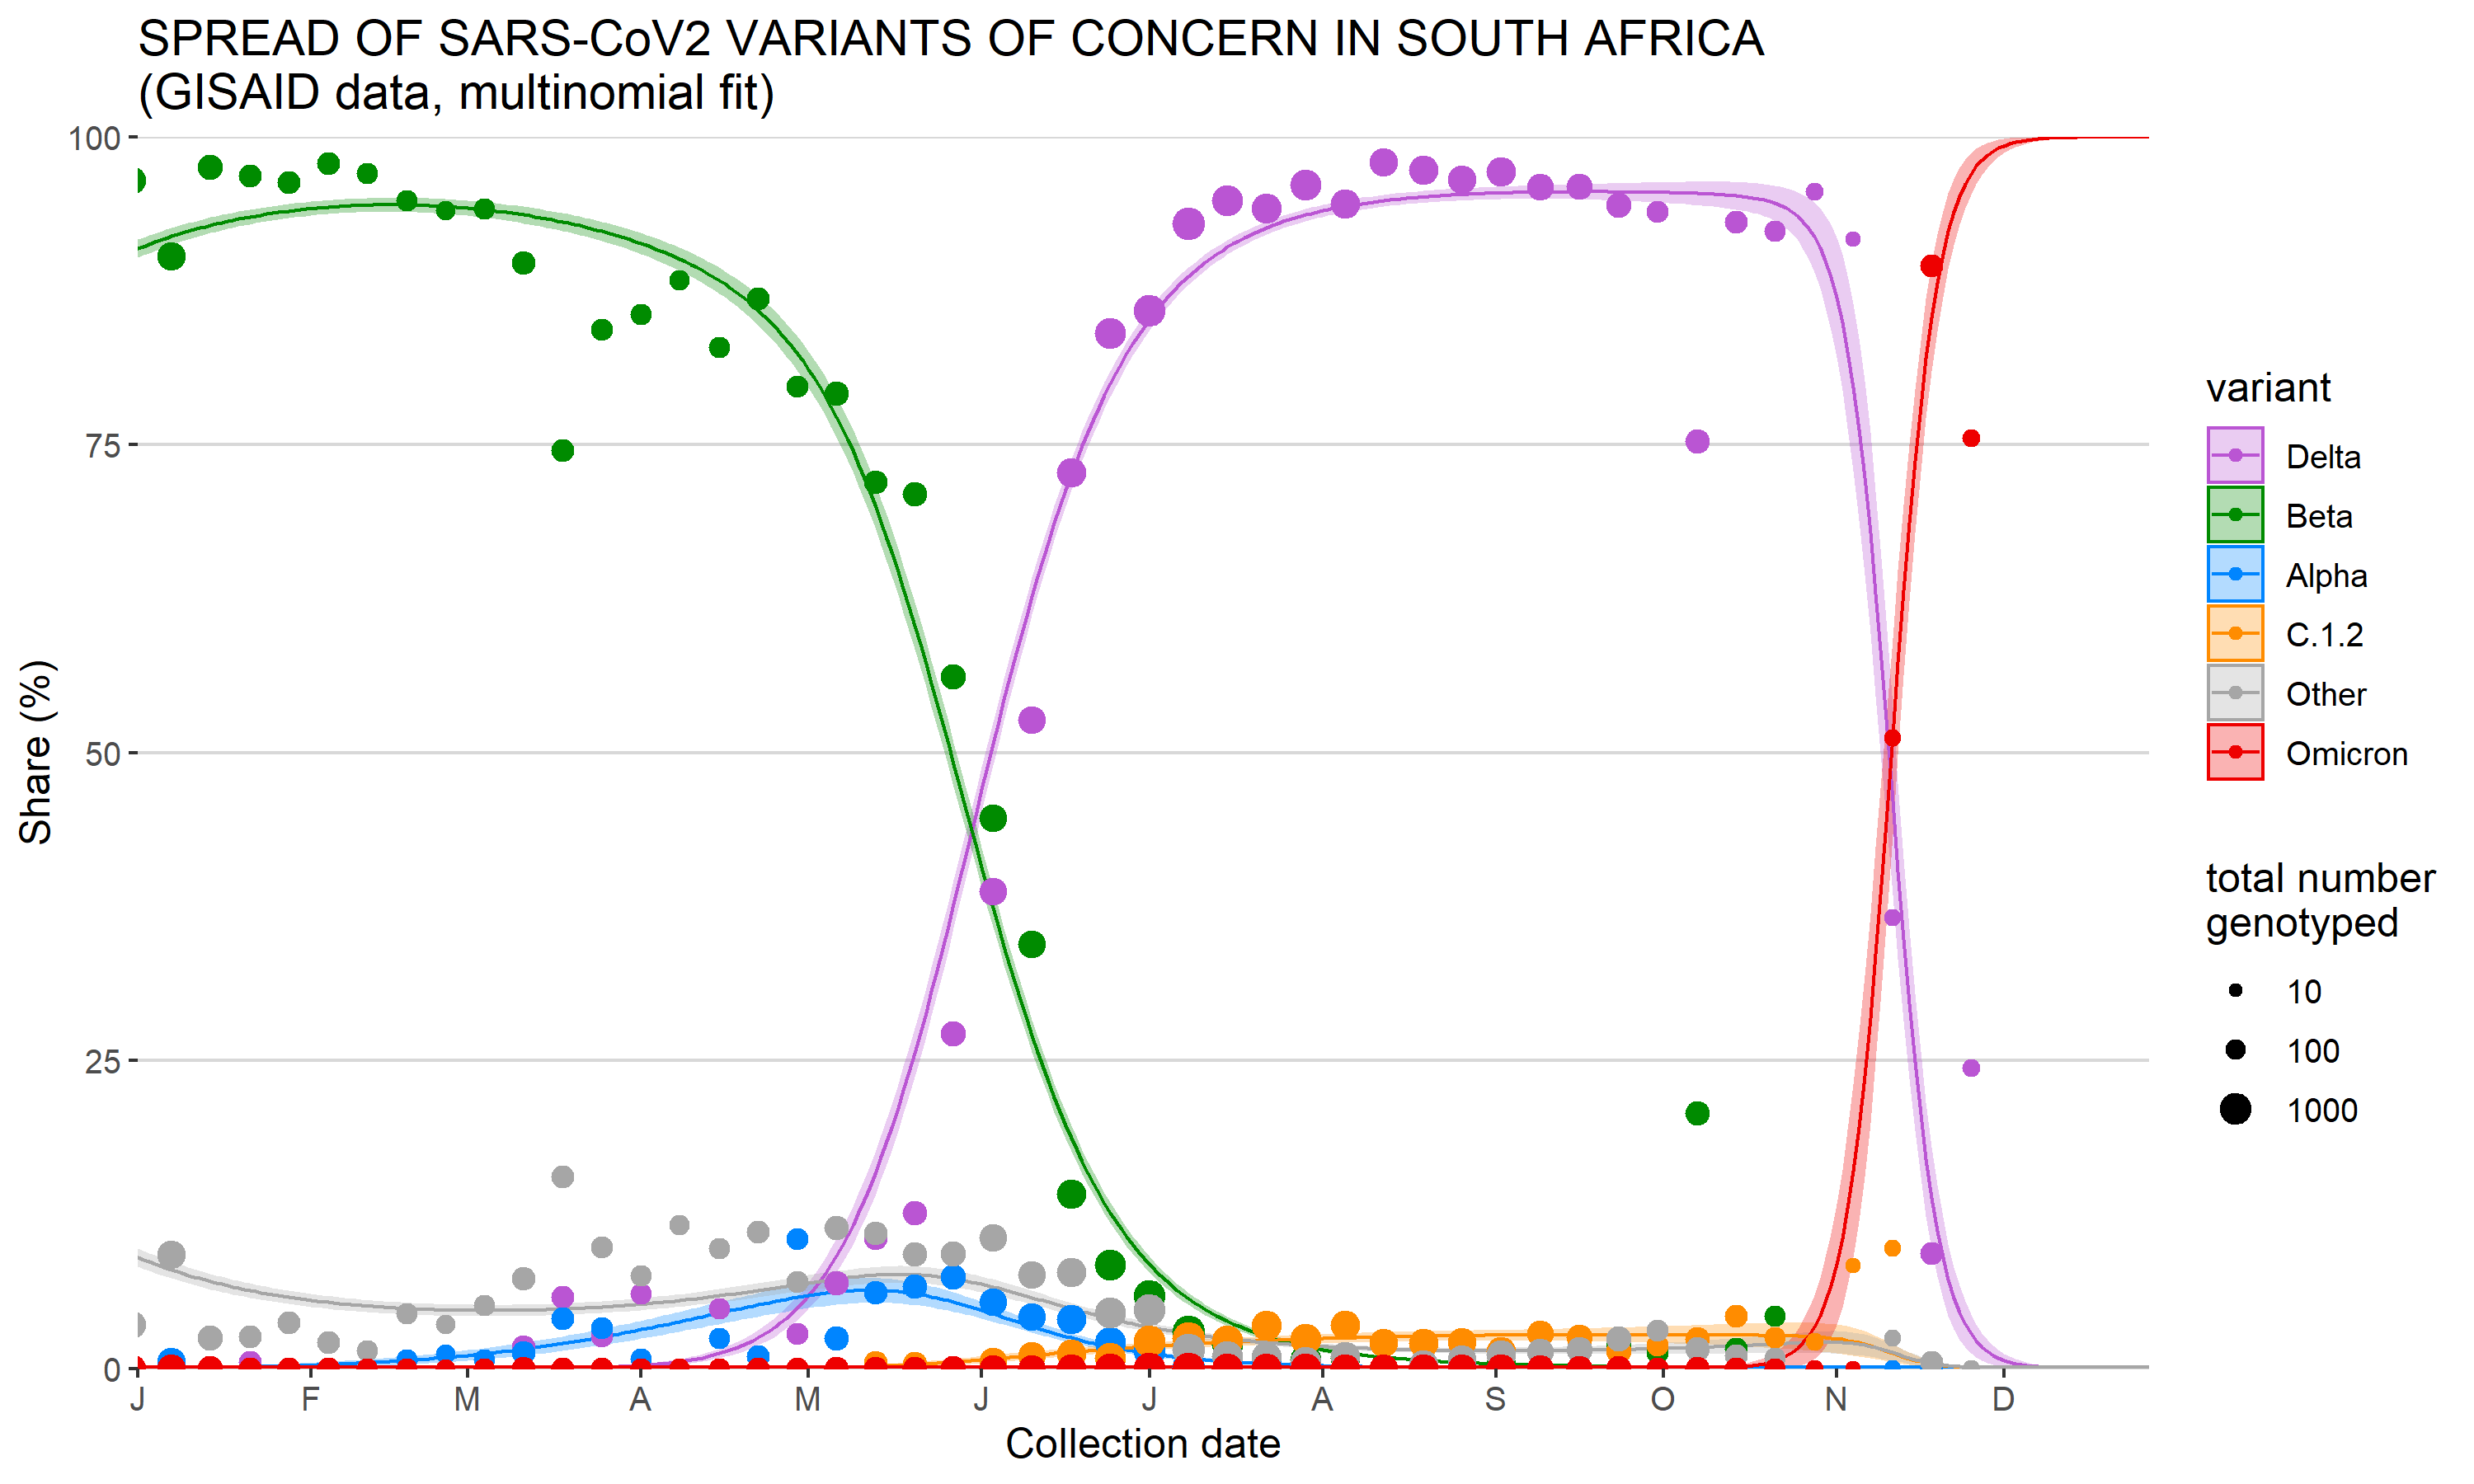 SPREAD OF SARS-CoV2 VARIANTS OF CONCERN IN SOUTH AFRICA
(GISAID data, multinomial fit)
100
75
50
25
0
Share (%)
J F M A M J J A S O N D
Collection date
variant
Delta
Beta
Alpha
C.1.2
Other
Omicron
total number
genotyped
10
100
1000